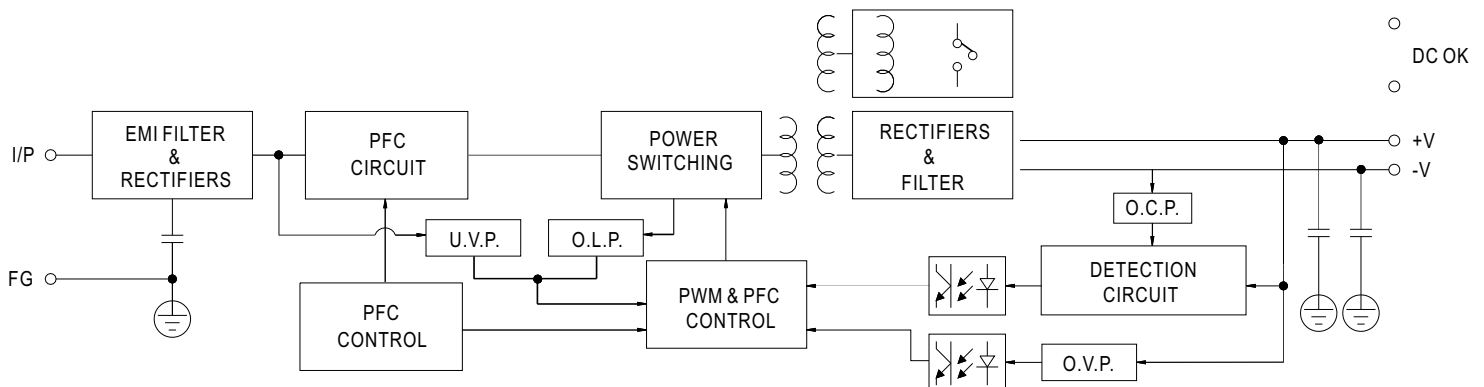 DC OK
I/P
EMI FILTER
&
RECTIFIERS
PFC
CIRCUIT
POWER
SWITCHING
RECTIFIERS
&
FILTER
+V
-V
O.C.P.
U.V.P.
O.L.P.
FG
DETECTION
CIRCUIT
PFC
CONTROL
PWM & PFC
CONTROL
O.V.P.